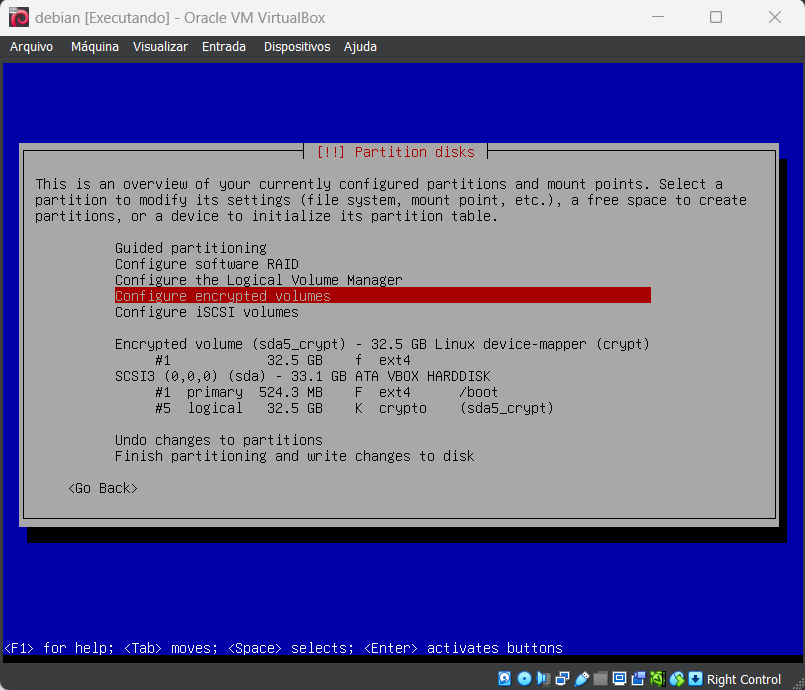 debian [Executando] - Oracle VM VirtualBox
Arquivo Máquina Visualizar Entrada Dispositivos Ajuda
[!!] Partition disks
This is an overview of your currently configured partitions and mount points. Select a
partition to modify its settings (file system, mount point, etc.), a free space to create
partitions, or a device to initialize its partition table.
Guided partitioning
Configure software RAID
Configure the Logical Volume Manager
Configure encrypted volumes
Configure iSCSI volumes
Encrypted volume (sda5_crypt) - 32.5 GB Linux device-mapper (crypt)
#1 32.5 GB f ext4
SCSI3 (0,0,0) (sda) - 33.1 GB ATA VBOX HARDDISK
#1 primary 524.3 MB F ext4 /boot
#5 logical 32.5 GB K crypto (sda5_crypt)
Undo changes to partitions
Finish partitioning and write changes to disk
<Go Back>
<F1> for help; <Tab> moves; <Space> selects; <Enter> activates buttons
Right Control